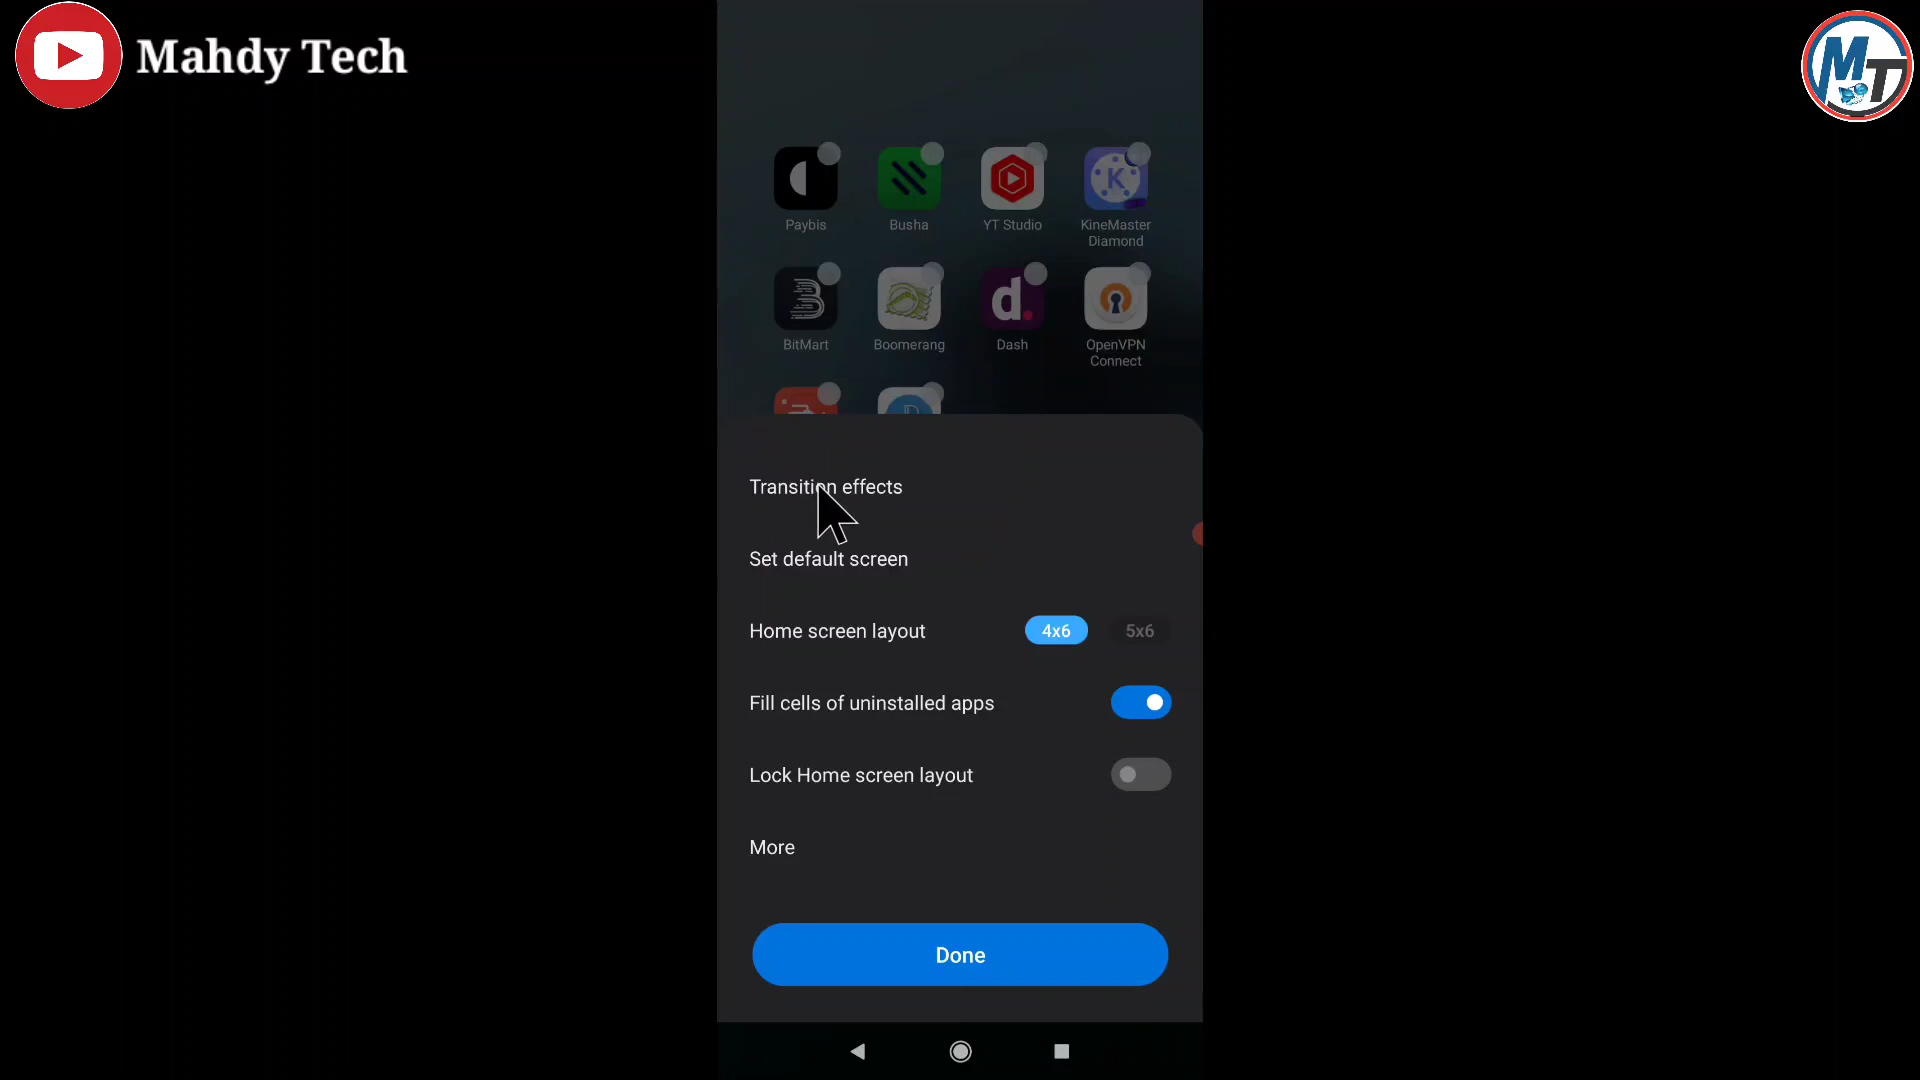 Mahdy Tech
MT
Paybis
Busha
YT Studio
KineMaster
Diamond
K
BitMart
Boomerang
d.
Dash
OpenVPN
Connect
Transition effects
Set default screen
Home screen layout
4x6
5x6
Fill cells of uninstalled apps
Lock Home screen layout
More
Done